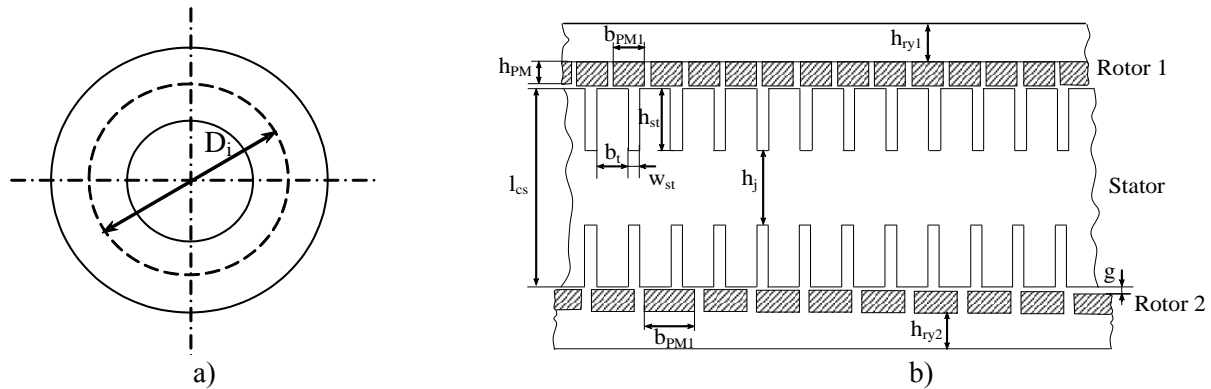 D_i
a)
b_PM1
h_ry1
h_PM
Rotor 1
h_st
b_t
w_st
h_j
l_cs
Stator
g
Rotor 2
b_PM1
h_ry2
b)